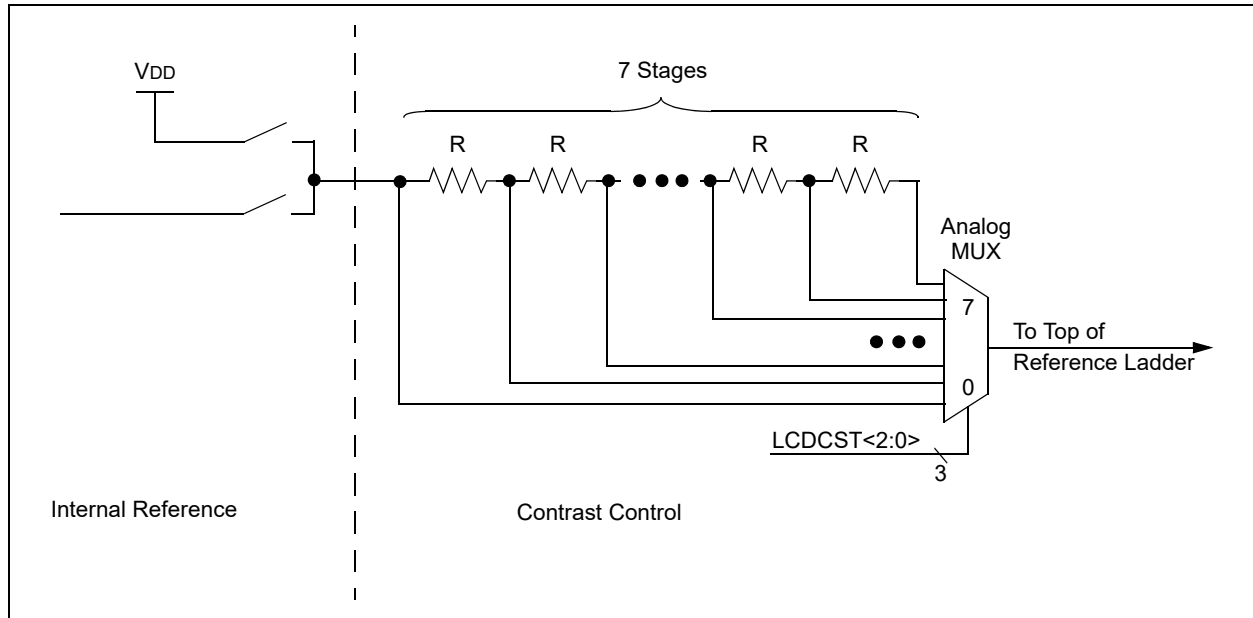 VDD
7 Stages
R
R
R
R
Analog
MUX
7
0
To Top of
Reference Ladder
LCDCST<2:0>
3
Internal Reference
Contrast Control